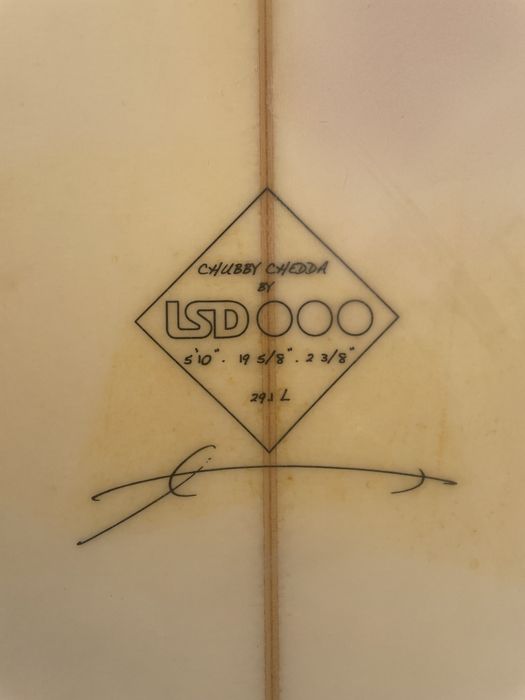 CHUBBY CHEDDA
BY
LSD
5'10". 19 5/8". 2 3/8"
29.1 L